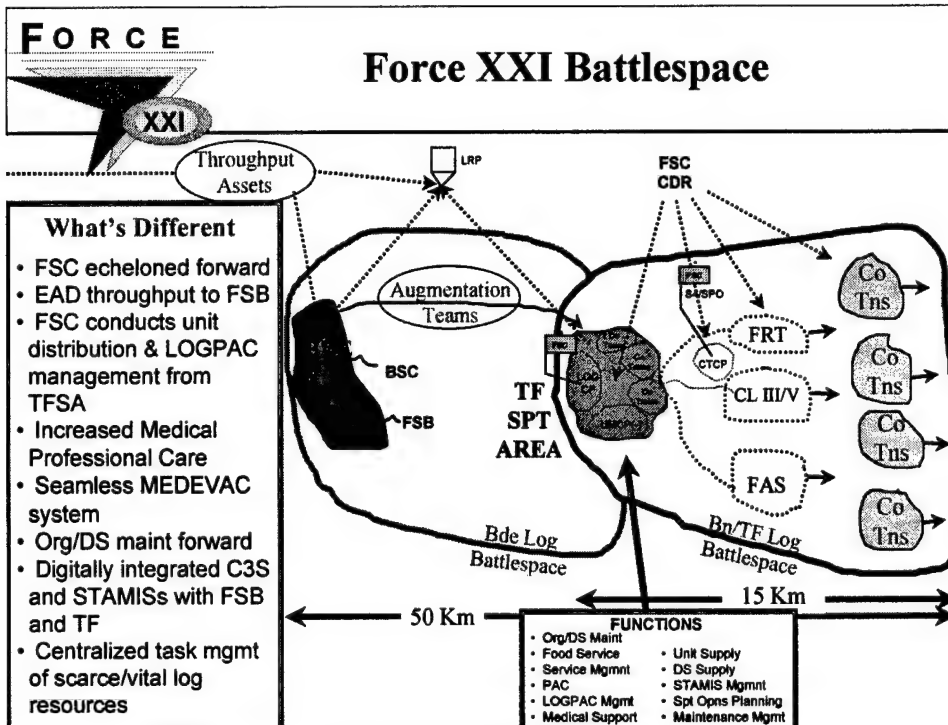 FORCE
XXI
Force XXI Battlespace
Throughput
Assets
LRP
FSC
CDR
What's Different
• FSC echeloned forward
• EAD throughput to FSB
• FSC conducts unit
distribution & LOGPAC
management from
TFSA
• Increased Medical
Professional Care
• Seamless MEDEVAC
system
• Org/DS maint forward
• Digitally integrated C3S
and STAMISs with FSB
and TF
• Centralized task mgmt
of scarce/vital log
resources
Augmentation
Teams
BSC
FSB
TF
SPT
AREA
S4/SPO
CTCP
FRT
CL III/V
FAS
Co
Tns
Co
Tns
Co
Tns
Co
Tns
Bde Log
Battlespace
Bn/TF Log
Battlespace
50 Km
15 Km
FUNCTIONS
• Org/DS Maint
• Food Service
• Service Mgmnt
• PAC
• LOGPAC Mgmt
• Medical Support
• Unit Supply
• DS Supply
• STAMIS Mgmnt
• Spt Opns Planning
• Maintenance Mgmt